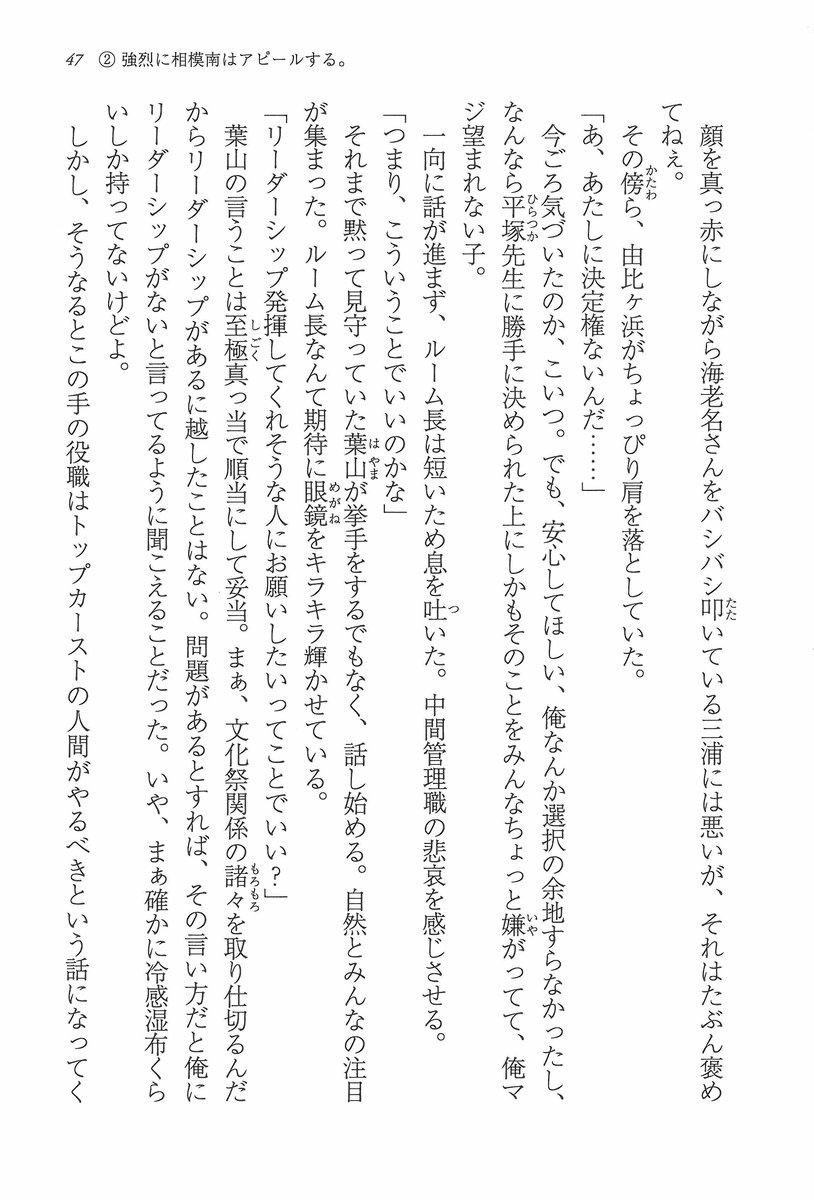 47 ② 強烈に相模南はアピールする。
顔を真っ赤にしながら海老名さんをバシバシ叩いている三浦には悪いが、それはたぶん褒め
てねぇ。
その傍ら、由比ヶ浜がちょっぴり肩を落としていた。
「あ、あたしに決定権ないんだ……」
今ごろ気づいたのか、こいつ。でも、安心してほしい、俺なんか選択の余地すらなかったし、
なんなら平塚先生に勝手に決められた上にしかもそのことをみんなちょっと嫌がってて、俺マ
ジ望まれない子。
一向に話が進まず、ルーム長は短いため息を吐いた。中間管理職の悲哀を感じさせる。
「つまり、こういうことでいいのかな」
それまで黙って見守っていた葉山が挙手をするでもなく、話し始める。自然とみんなの注目
が集まった。ルーム長なんて期待に眼鏡をキラキラ輝かせている。
「リーダーシップ発揮してくれそうな人にお願いしたいってことでいい?」
葉山の言うことは至極真っ当で順当にして妥当。まぁ、文化祭関係の諸々を取り仕切るんだ
からリーダーシップがあるに越したことはない。問題があるとすれば、その言い方だと俺に
リーダーシップがないと言ってるように聞こえることだった。いや、まぁ確かに冷感湿布くら
いしか持ってないけどよ。
しかし、そうなるとこの手の役職はトップカーストの人間がやるべきという話になってく